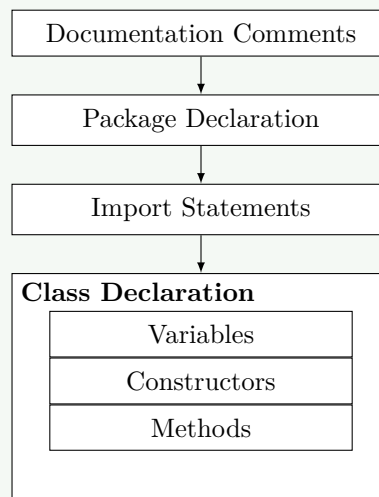 Documentation Comments
Package Declaration
Import Statements
Class Declaration
Variables
Constructors
Methods